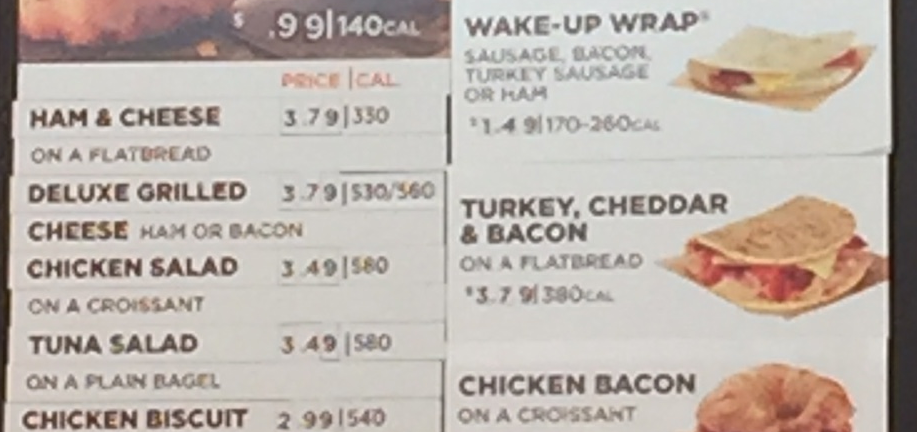 $ .99|140CAL
PRICE | CAL
HAM & CHEESE 3.79|330
ON A FLATBREAD
DELUXE GRILLED 3.79|530/560
CHEESE HAM OR BACON
CHICKEN SALAD 3.49|580
ON A CROISSANT
TUNA SALAD 3.49|580
ON A PLAIN BAGEL
CHICKEN BISCUIT 2.99|540
WAKE-UP WRAP®
SAUSAGE, BACON,
TURKEY SAUSAGE
OR HAM
$1.49|170-260CAL
TURKEY, CHEDDAR
& BACON
ON A FLATBREAD
$3.79|380CAL
CHICKEN BACON
ON A CROISSANT